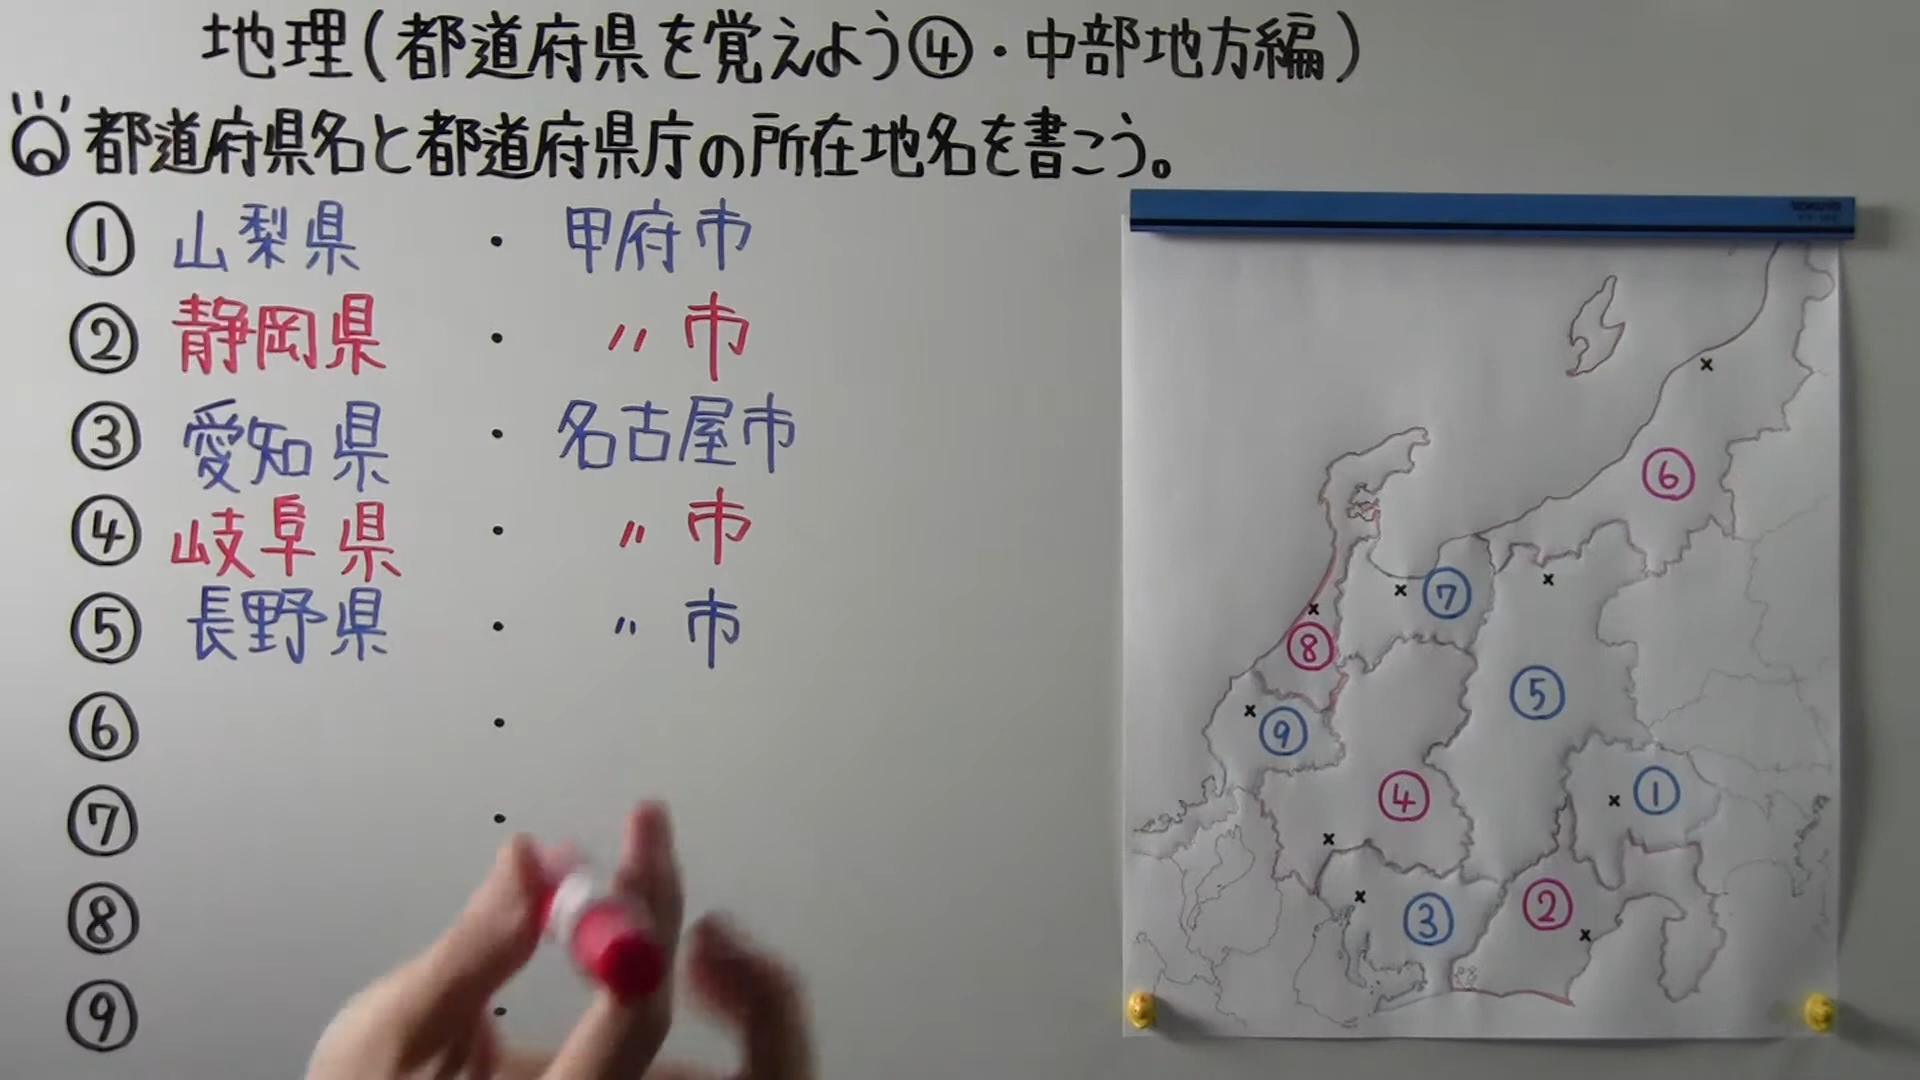 地理(都道府県を覚えよう④・中部地方編)
都道府県名と都道府県庁の所在地名を書こう。
① 山梨県 ・ 甲府市
② 静岡県 ・ 〃 市
③ 愛知県 ・ 名古屋市
④ 岐阜県 ・ 〃 市
⑤ 長野県 ・ 〃 市
⑥ ・
⑦ ・
⑧
⑨ ・
⑥
⑦
⑧
⑤
⑨
①
④
②
③